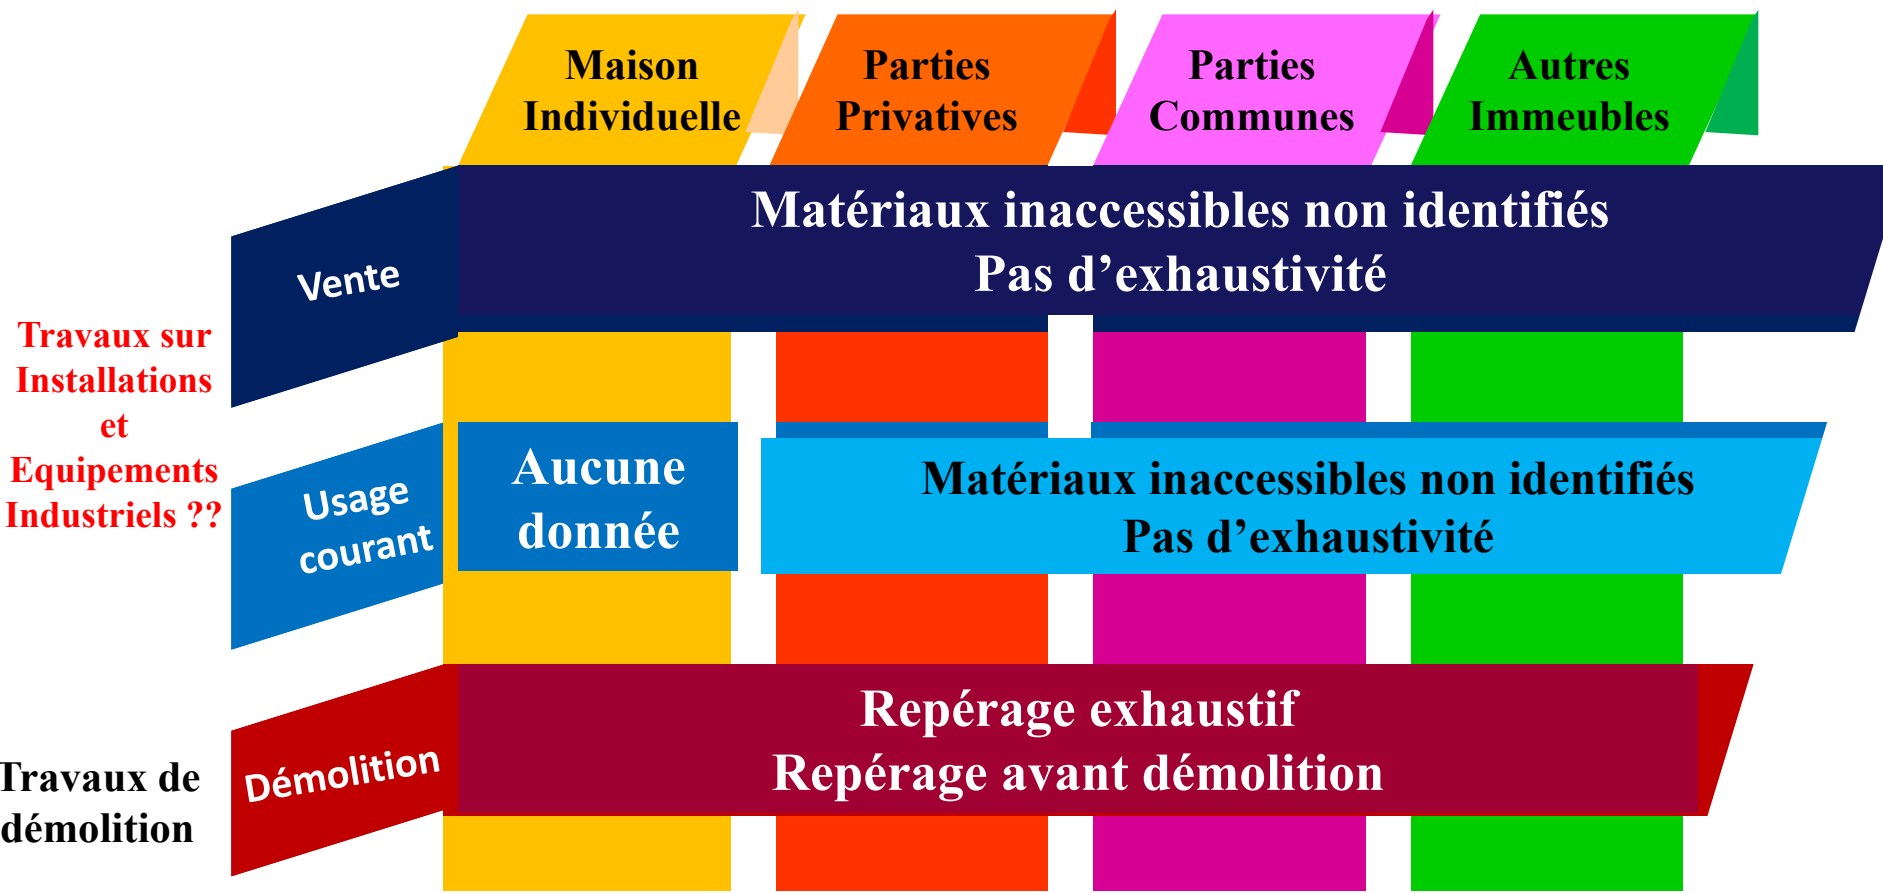 Maison
Individuelle
Parties
Privatives
Parties
Communes
Autres
Immeubles
Vente
Matériaux inaccessibles non identifiés
Pas d’exhaustivité
Travaux sur
Installations
et
Equipements
Industriels ??
Usage
courant
Aucune
donnée
Matériaux inaccessibles non identifiés
Pas d’exhaustivité
Travaux de
démolition
Démolition
Repérage exhaustif
Repérage avant démolition